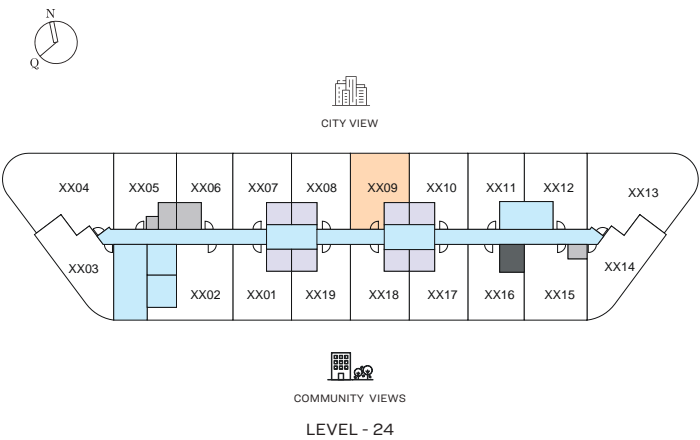 N
Q
CITY VIEW
XX04 XX05 XX06 XX07 XX08 XX09 XX10 XX11 XX12 XX13
XX03 XX14
XX02 XX01 XX19 XX18 XX17 XX16 XX15
COMMUNITY VIEWS
LEVEL - 24